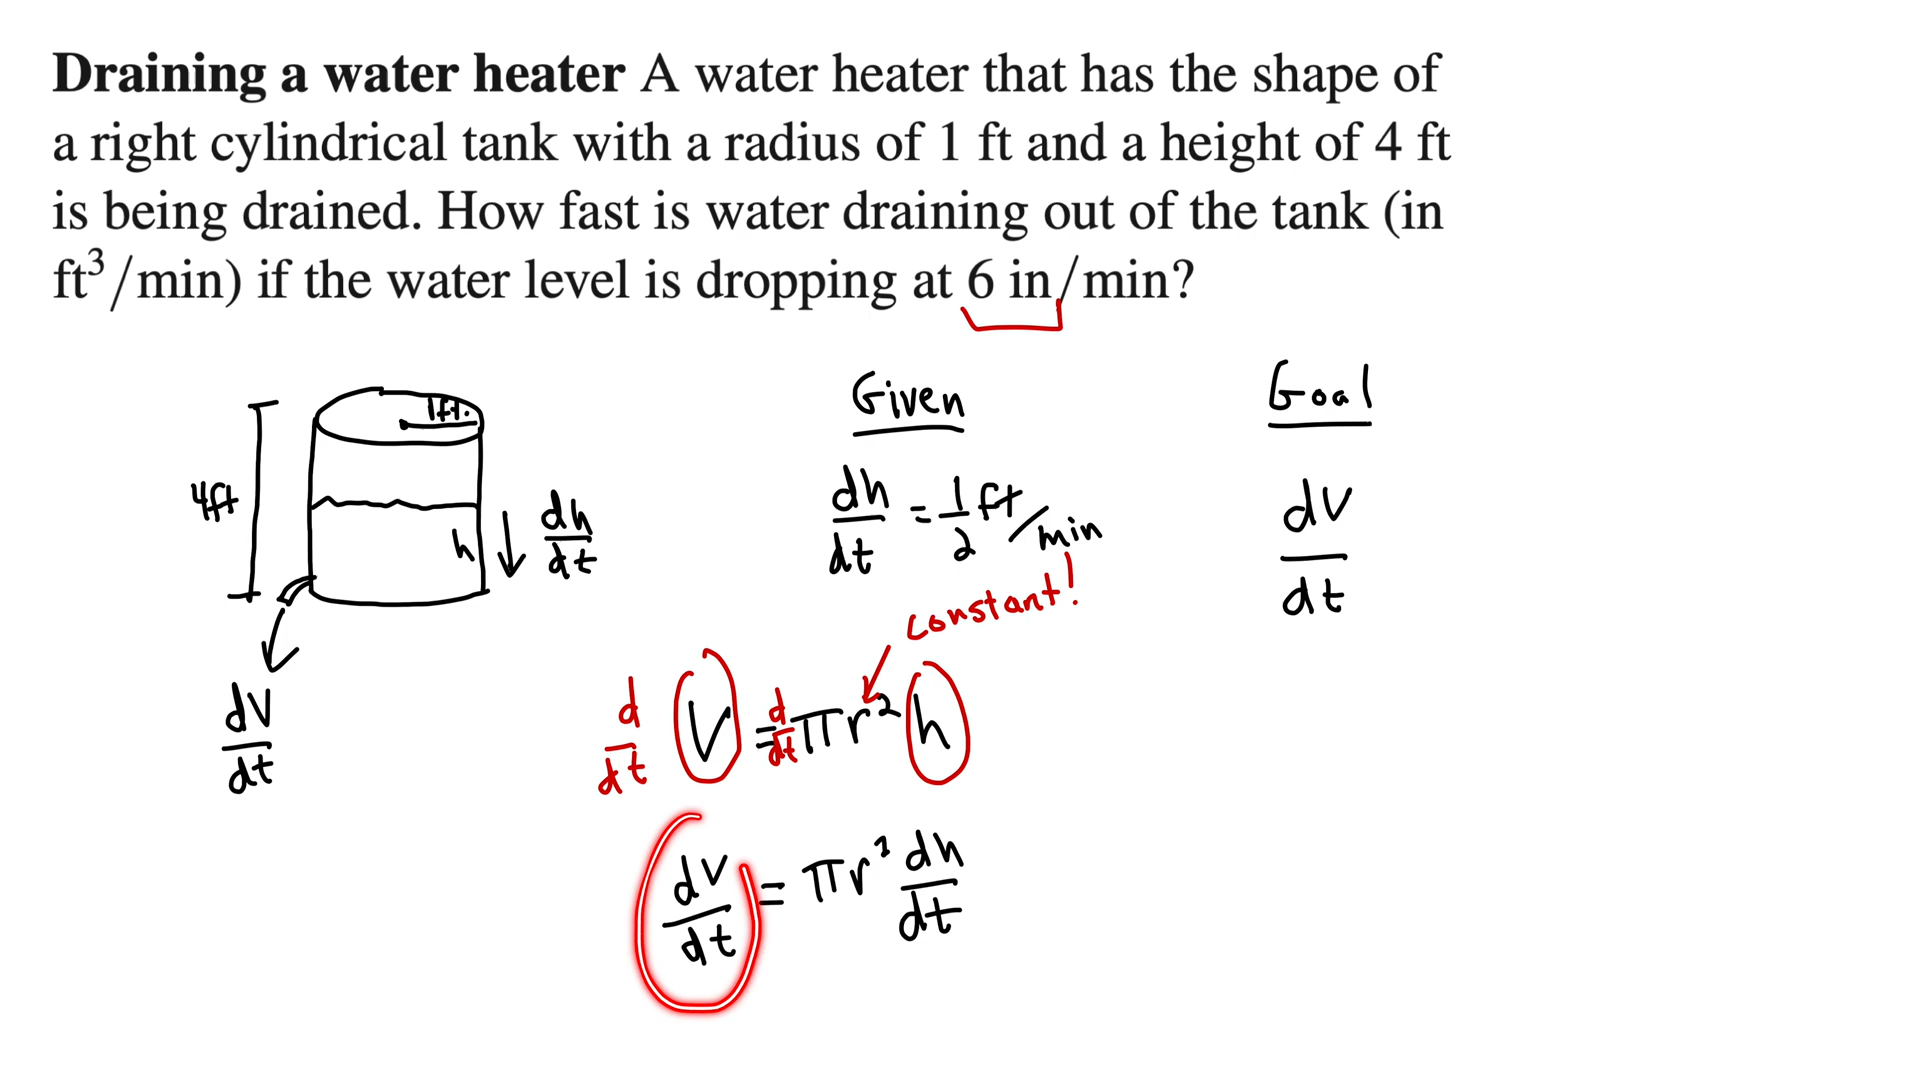 Draining a water heater A water heater that has the shape of
a right cylindrical tank with a radius of 1 ft and a height of 4 ft
is being drained. How fast is water draining out of the tank (in
ft³/min) if the water level is dropping at 6 in/min?
Given
Goal
1ft.
4ft
h
dh/dt
dh/dt = 1/2 ft/min
dV/dt
constant!
dV/dt
d/dt V = d/dt πr² h
dV/dt = πr² dh/dt